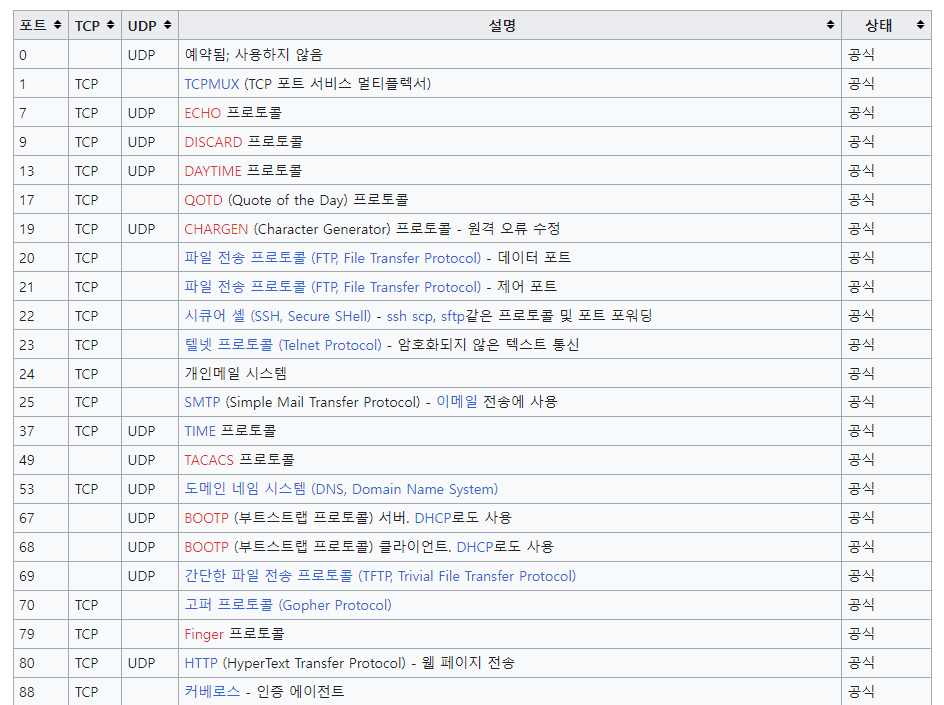 포트 TCP UDP 설명 상태
0 UDP 예약됨; 사용하지 않음 공식
1 TCP TCPMUX (TCP 포트 서비스 멀티플렉서) 공식
7 TCP UDP ECHO 프로토콜 공식
9 TCP UDP DISCARD 프로토콜 공식
13 TCP UDP DAYTIME 프로토콜 공식
17 TCP QOTD (Quote of the Day) 프로토콜 공식
19 TCP UDP CHARGEN (Character Generator) 프로토콜 - 원격 오류 수정 공식
20 TCP 파일 전송 프로토콜 (FTP, File Transfer Protocol) - 데이터 포트 공식
21 TCP 파일 전송 프로토콜 (FTP, File Transfer Protocol) - 제어 포트 공식
22 TCP 시큐어 셸 (SSH, Secure SHell) - ssh scp, sftp같은 프로토콜 및 포트 포워딩 공식
23 TCP 텔넷 프로토콜 (Telnet Protocol) - 암호화되지 않은 텍스트 통신 공식
24 TCP 개인메일 시스템 공식
25 TCP SMTP (Simple Mail Transfer Protocol) - 이메일 전송에 사용 공식
37 TCP UDP TIME 프로토콜 공식
49 UDP TACACS 프로토콜 공식
53 TCP UDP 도메인 네임 시스템 (DNS, Domain Name System) 공식
67 UDP BOOTP (부트스트랩 프로토콜) 서버. DHCP로도 사용 공식
68 UDP BOOTP (부트스트랩 프로토콜) 클라이언트. DHCP로도 사용 공식
69 UDP 간단한 파일 전송 프로토콜 (TFTP, Trivial File Transfer Protocol) 공식
70 TCP 고퍼 프로토콜 (Gopher Protocol) 공식
79 TCP Finger 프로토콜 공식
80 TCP UDP HTTP (HyperText Transfer Protocol) - 웹 페이지 전송 공식
88 TCP 커베로스 - 인증 에이전트 공식